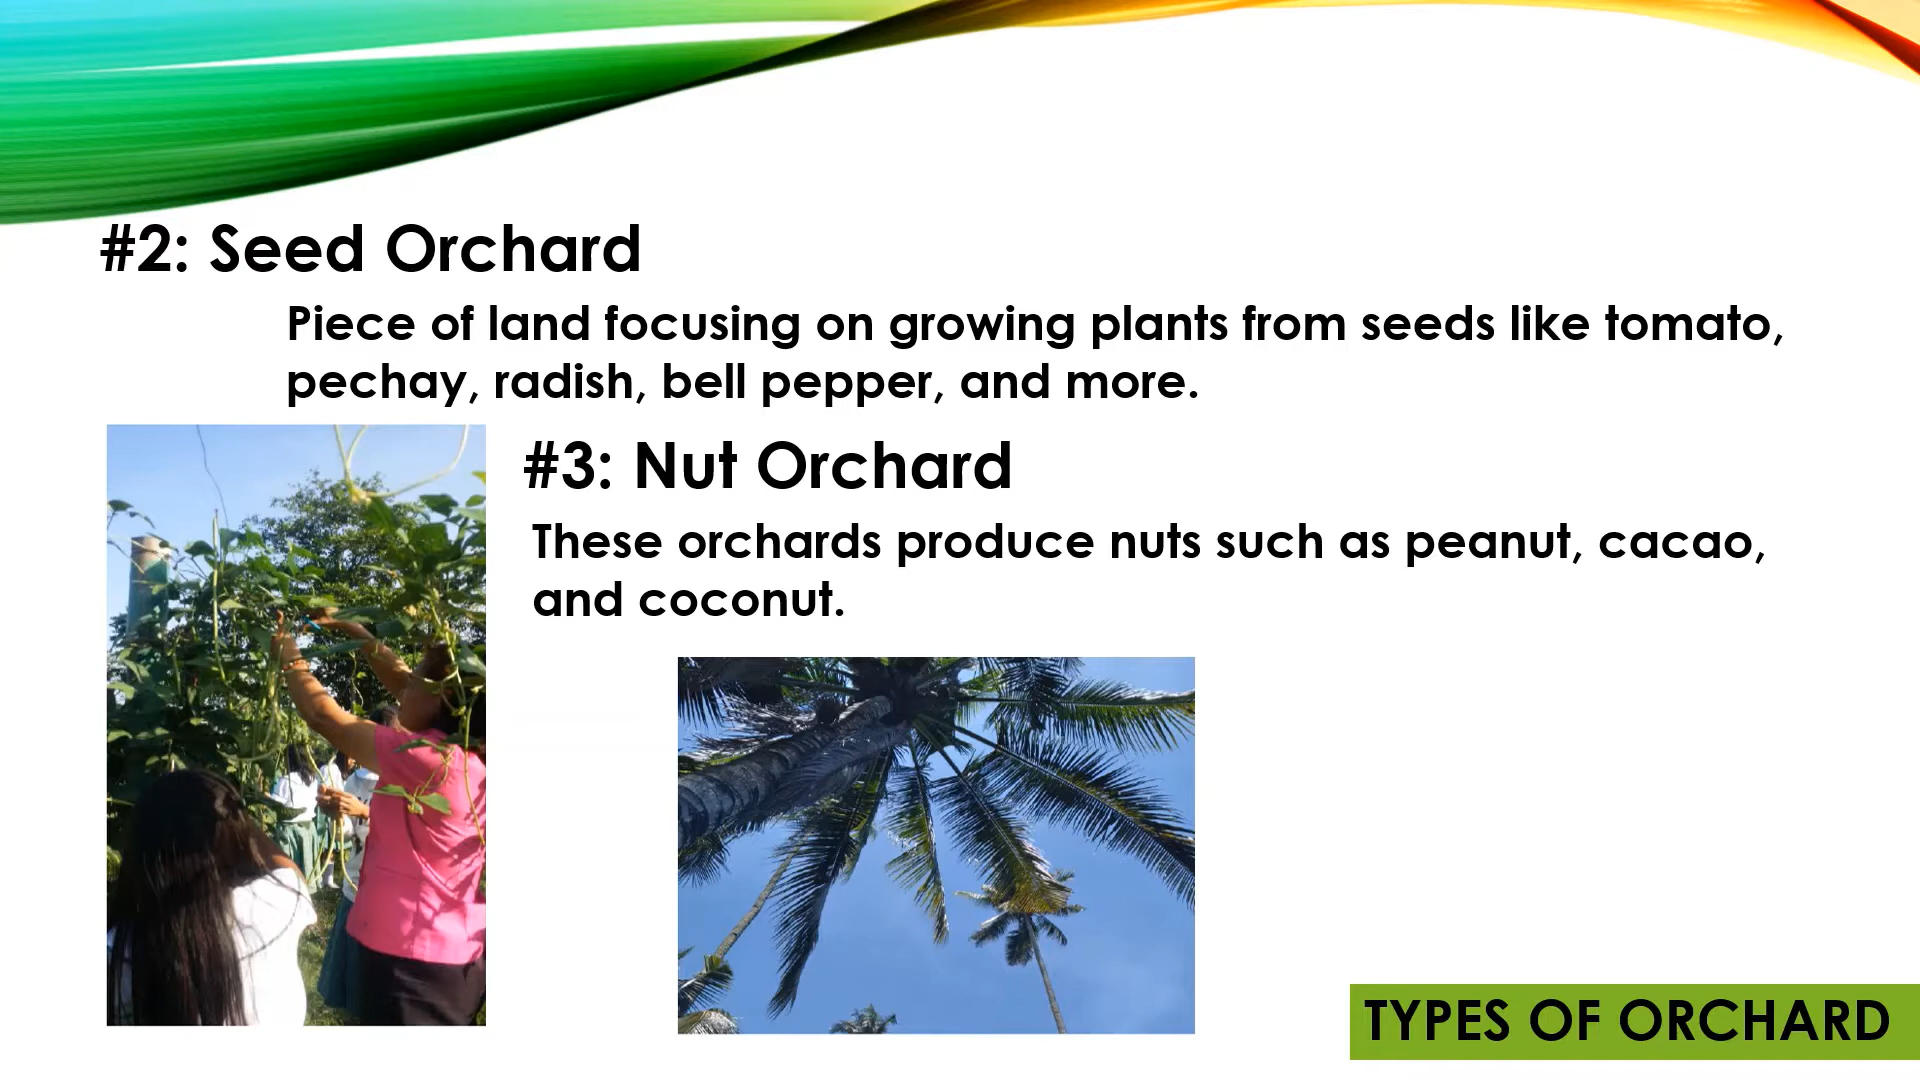 #2: Seed Orchard
Piece of land focusing on growing plants from seeds like tomato,
pechay, radish, bell pepper, and more.
#3: Nut Orchard
These orchards produce nuts such as peanut, cacao,
and coconut.
TYPES OF ORCHARD